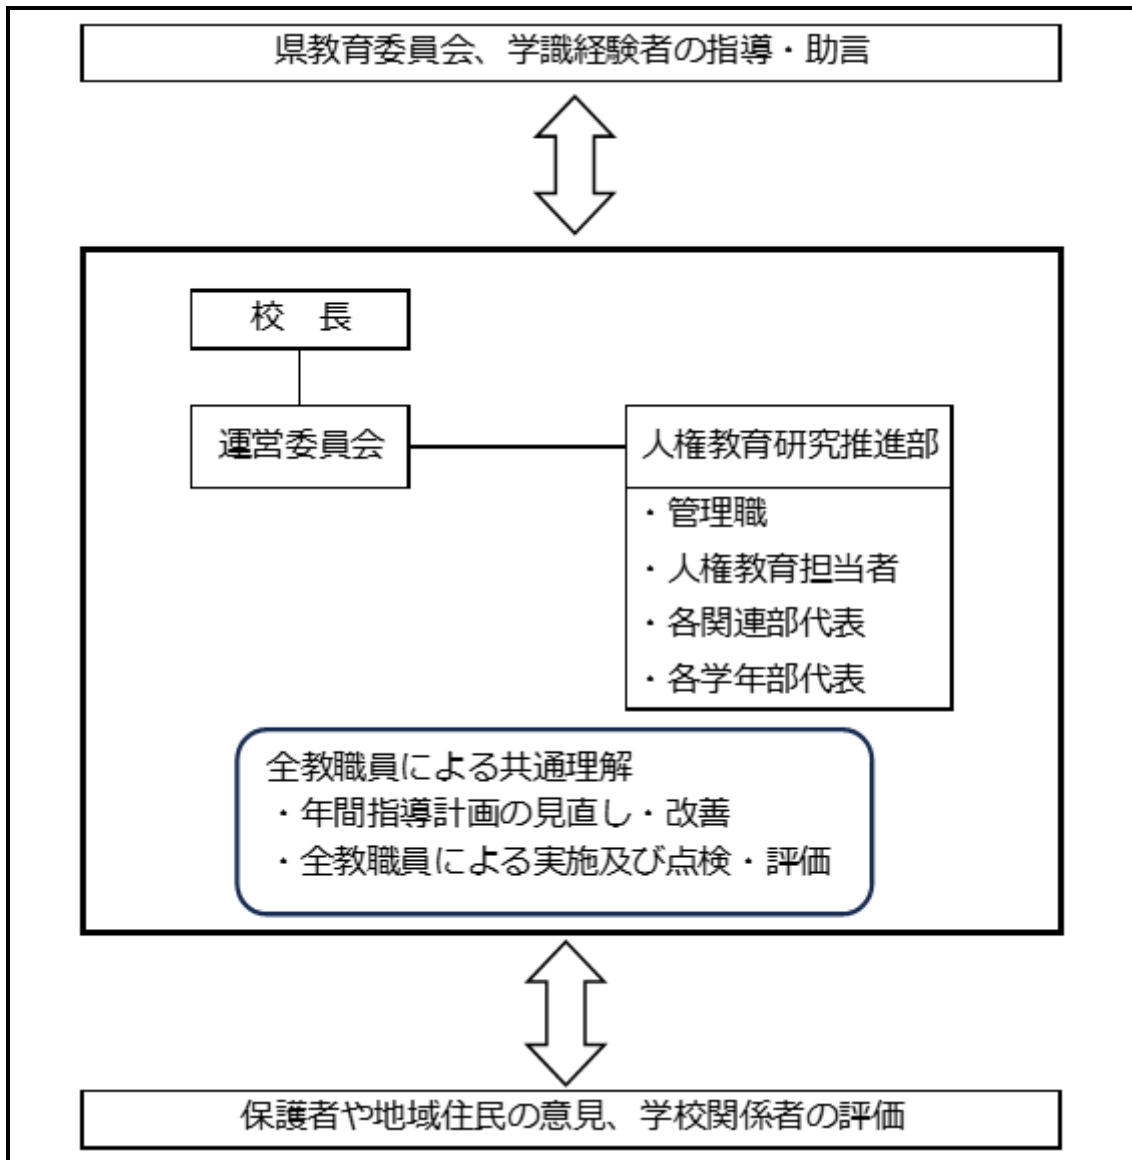 県教育委員会、学識経験者の指導・助言
校　長
運営委員会
人権教育研究推進部
・管理職
・人権教育担当者
・各関連部代表
・各学年部代表
全教職員による共通理解
・年間指導計画の見直し・改善
・全教職員による実施及び点検・評価
保護者や地域住民の意見、学校関係者の評価